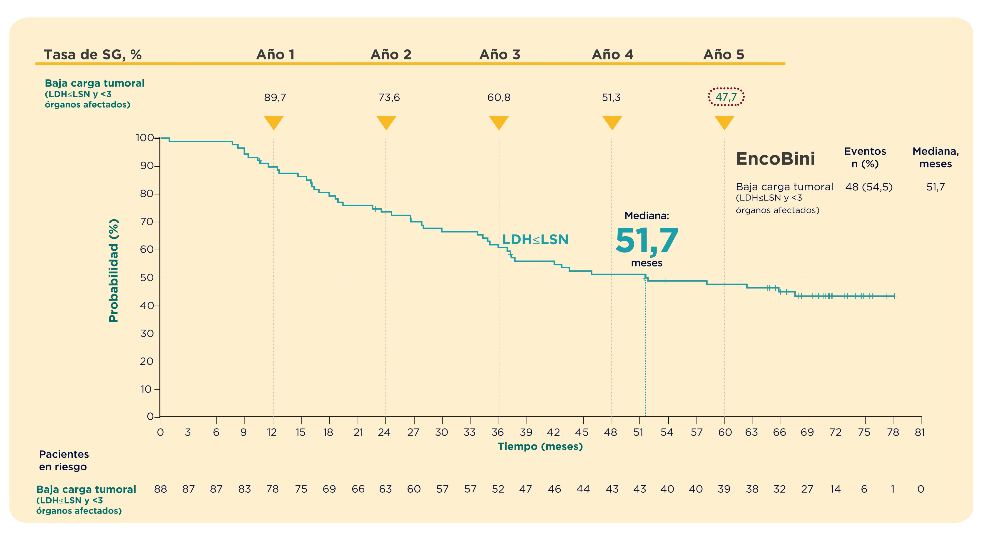 Tasa de SG, % Año 1 Año 2 Año 3 Año 4 Año 5
Baja carga tumoral
(LDH≤LSN y <3
órganos afectados)
89,7 73,6 60,8 51,3 47,7
100
90
80
70
60
50
40
30
20
10
0
Probabilidad (%)
EncoBini
Eventos
n (%)
Mediana,
meses
Baja carga tumoral 48 (54,5) 51,7
(LDH≤LSN y <3
órganos afectados)
LDH≤LSN
Mediana:
51,7
meses
0 3 6 9 12 15 18 21 24 27 30 33 36 39 42 45 48 51 54 57 60 63 66 69 72 75 78 81
Tiempo (meses)
Pacientes
en riesgo
Baja carga tumoral 88 87 87 83 78 75 69 66 63 60 57 57 52 47 46 44 43 43 40 40 39 38 32 27 14 6 1 0
(LDH≤LSN y <3
órganos afectados)